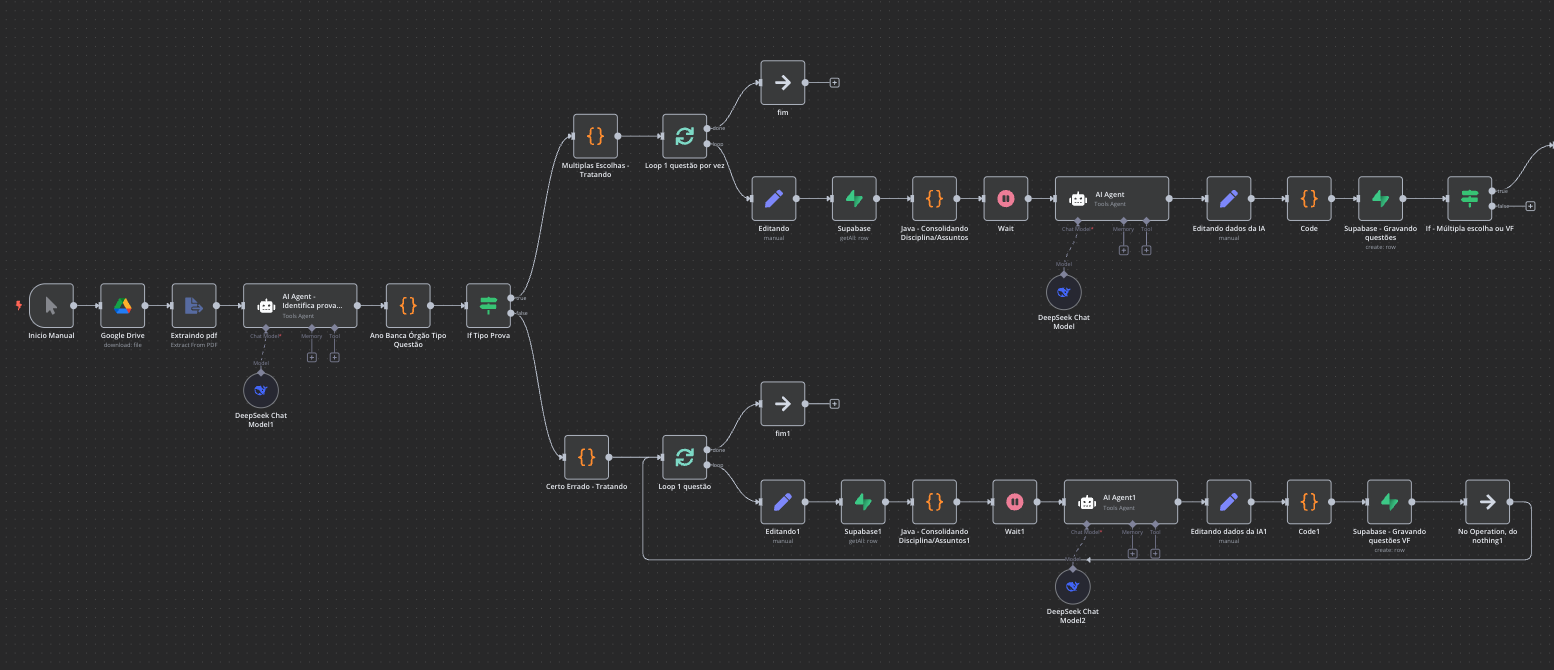 fim
done
loop
Multiplas Escolhas -
Tratando
Loop 1 questão por vez
Editando
manual
Supabase
getAll: row
Java - Consolidando
Disciplina/Assuntos
Wait
AI Agent
Tools Agent
Chat Model*
Memory
Tool
Editando dados da IA
manual
Code
Supabase - Gravando
questões
create: row
true
false
If - Múltipla escolha ou VF
Model
DeepSeek Chat
Model
Inicio Manual
Google Drive
download: file
Extraindo pdf
Extract From PDF
AI Agent -
Identifica prova...
Tools Agent
Chat Model*
Memory
Tool
Model
DeepSeek Chat
Model1
Ano Banca Órgão Tipo
Questão
true
false
If Tipo Prova
fim1
done
loop
Certo Errado - Tratando
Loop 1 questão
Editando1
manual
Supabase1
getAll: row
Java - Consolidando
Disciplina/Assuntos1
Wait1
AI Agent1
Tools Agent
Chat Model*
Memory
Tool
Editando dados da IA1
manual
Code1
Supabase - Gravando
questões VF
create: row
No Operation, do
nothing1
Model
DeepSeek Chat
Model2